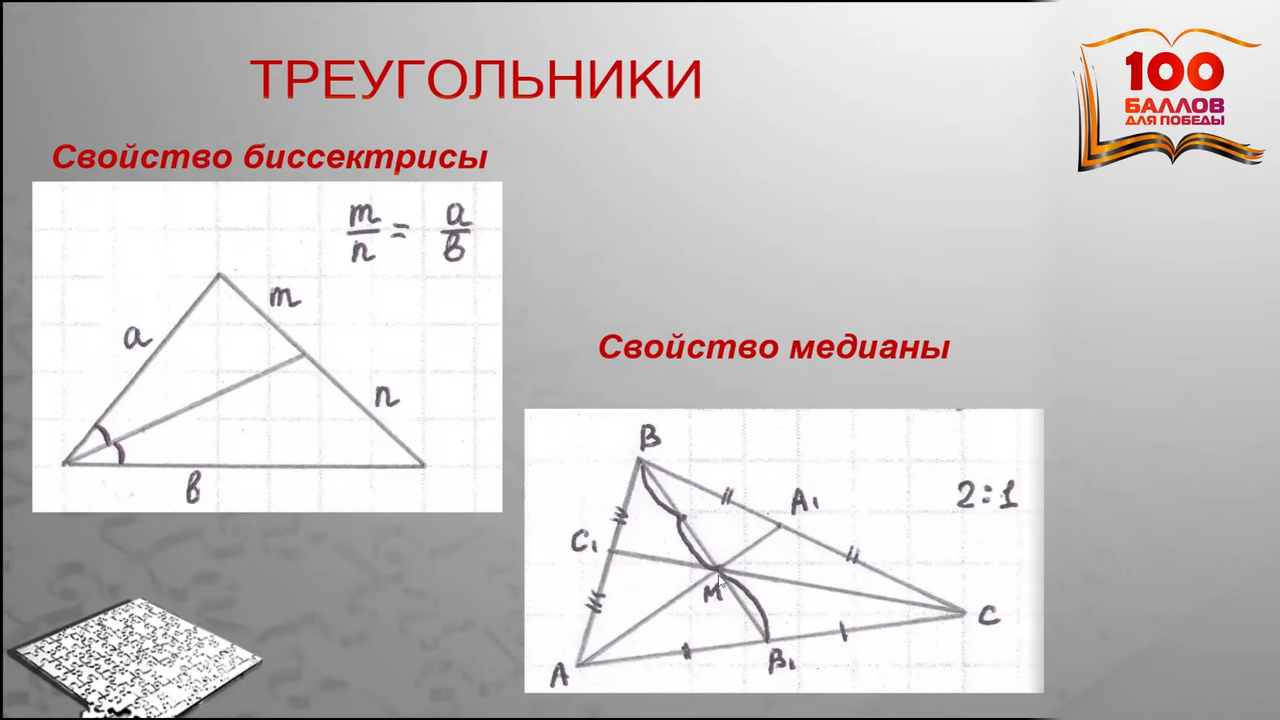 ТРЕУГОЛЬНИКИ
100
БАЛЛОВ
ДЛЯ ПОБЕДЫ
Свойство биссектрисы
m/n = a/в
a
m
n
в
Свойство медианы
B
2:1
A₁
C₁
M
C
B₁
A